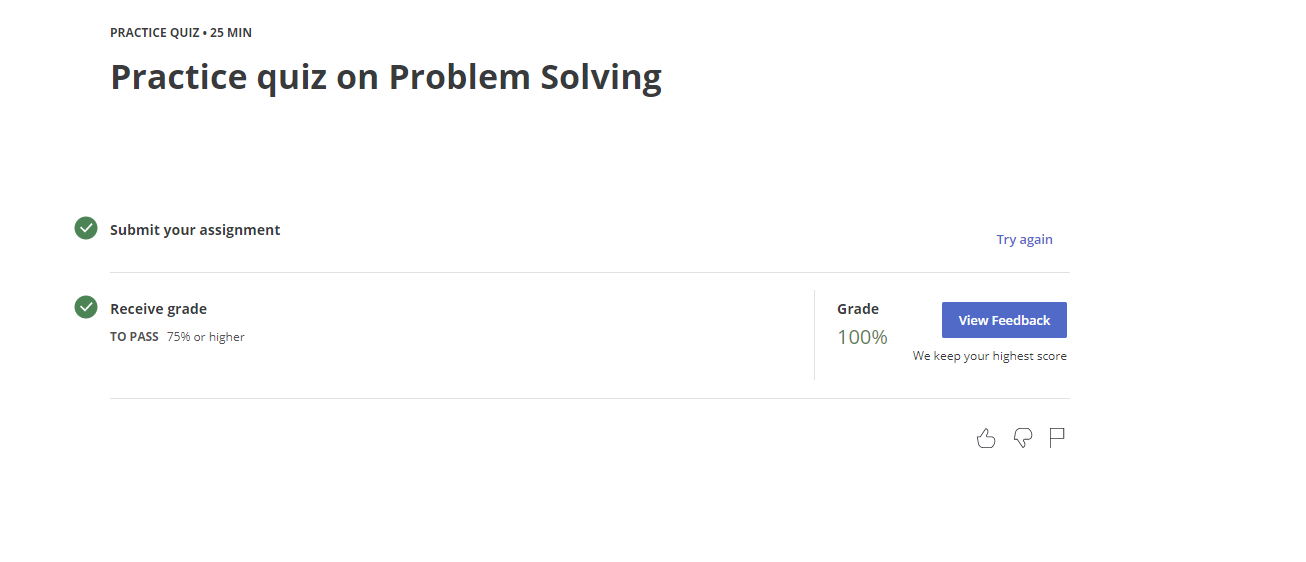 PRACTICE QUIZ • 25 MIN
Practice quiz on Problem Solving
Submit your assignment
Try again
Receive grade
TO PASS 75% or higher
Grade
100%
View Feedback
We keep your highest score